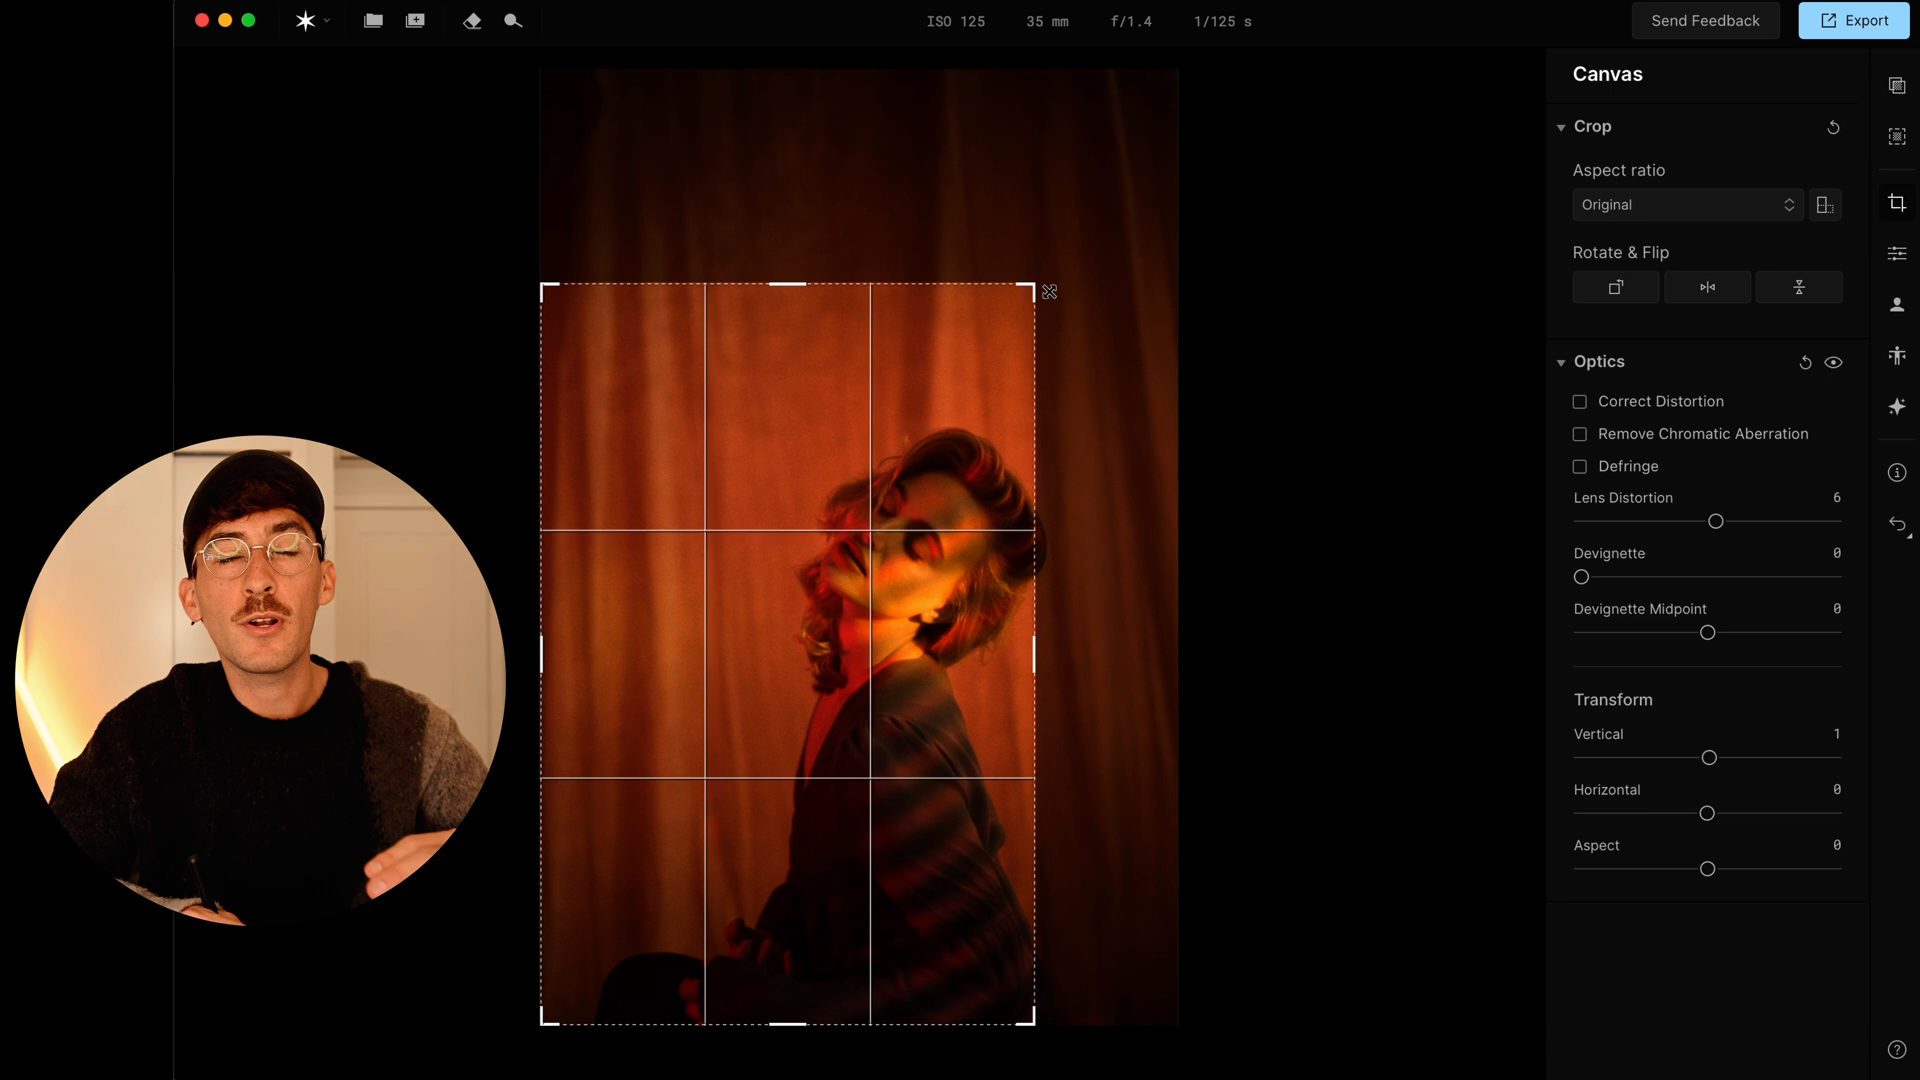 ISO 125 35 mm f/1.4 1/125 s
Send Feedback
Export
Canvas
Crop
Aspect ratio
Original
Rotate & Flip
Optics
Correct Distortion
Remove Chromatic Aberration
Defringe
Lens Distortion 6
Devignette 0
Devignette Midpoint 0
Transform
Vertical 1
Horizontal 0
Aspect 0